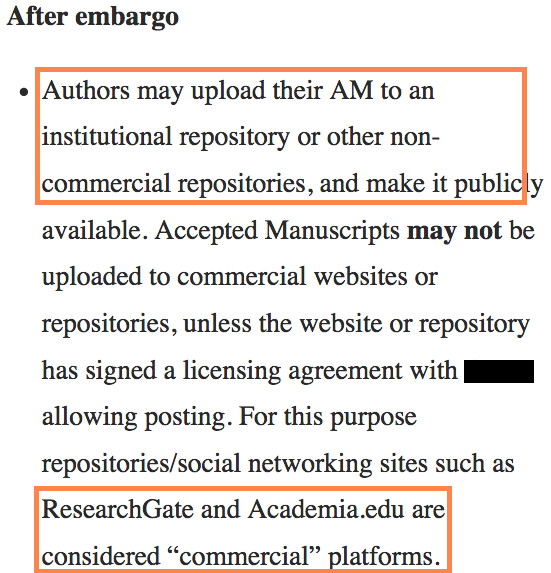 After embargo
• Authors may upload their AM to an
institutional repository or other non-
commercial repositories, and make it publicly
available. Accepted Manuscripts may not be
uploaded to commercial websites or
repositories, unless the website or repository
has signed a licensing agreement with
allowing posting. For this purpose
repositories/social networking sites such as
ResearchGate and Academia.edu are
considered “commercial” platforms.